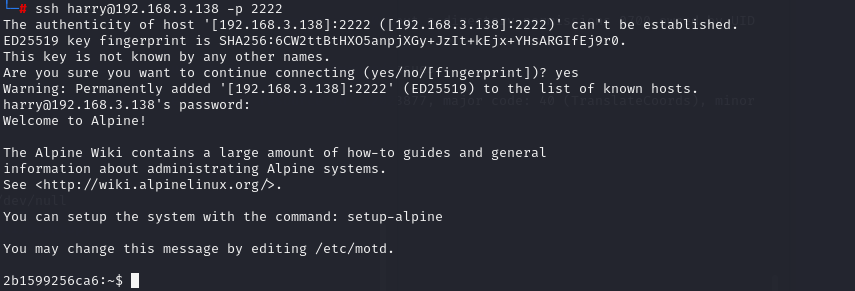 └─# ssh harry@192.168.3.138 -p 2222
The authenticity of host '[192.168.3.138]:2222 ([192.168.3.138]:2222)' can't be established.
ED25519 key fingerprint is SHA256:6CW2ttBtHXO5anpjXGy+JzIt+kEjx+YHsARGIfEj9r0.
This key is not known by any other names.
Are you sure you want to continue connecting (yes/no/[fingerprint])? yes
Warning: Permanently added '[192.168.3.138]:2222' (ED25519) to the list of known hosts.
harry@192.168.3.138's password:
Welcome to Alpine!
The Alpine Wiki contains a large amount of how-to guides and general
information about administrating Alpine systems.
See <http://wiki.alpinelinux.org/>.
You can setup the system with the command: setup-alpine
You may change this message by editing /etc/motd.
2b1599256ca6:~$